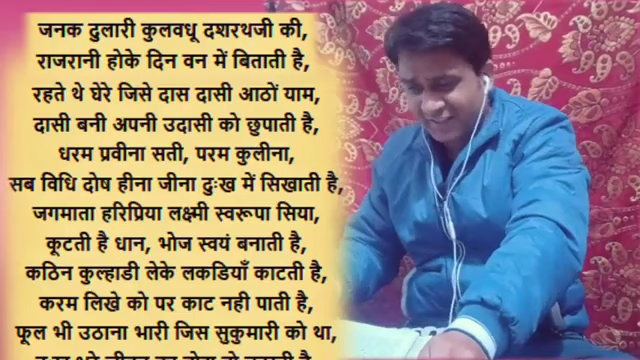 जनक दुलारी कुलवधू दशरथजी की,
राजरानी होके दिन वन में बिताती है,
रहते थे घेरे जिसे दास दासी आठों याम,
दासी बनी अपनी उदासी को छुपाती है,
धरम प्रवीना सती, परम कुलीना,
सब विधि दोष हीना जीना दुःख में सिखाती है,
जगमाता हरिप्रिया लक्ष्मी स्वरूपा सिया,
कूटती है धान, भोज स्वयं बनाती है,
कठिन कुल्हाडी लेके लकडियाँ काटती है,
करम लिखे को पर काट नही पाती है,
फूल भी उठाना भारी जिस सुकुमारी को था,